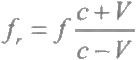 f_r = f \frac{c + V}{c - V}